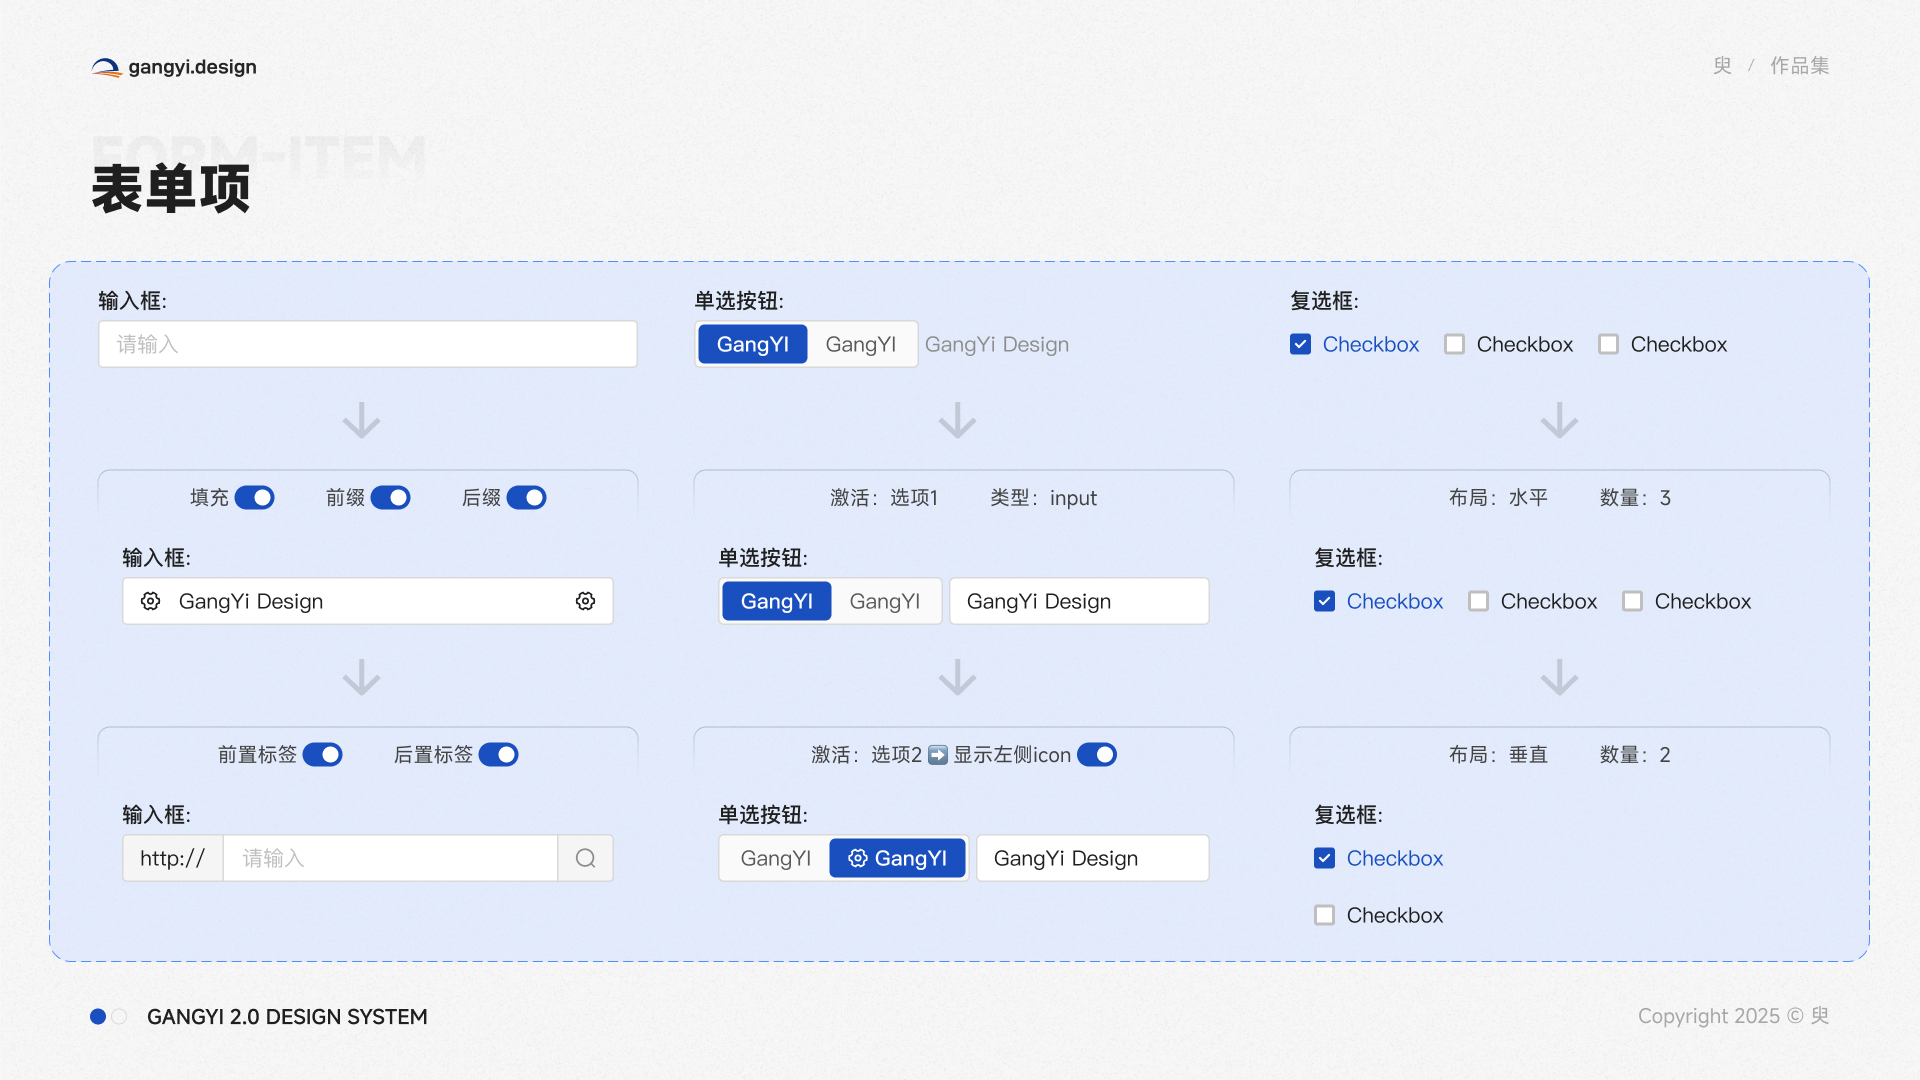 gangyi.design
臾 / 作品集
FORM-ITEM
表单项
输入框:
请输入
填充 前缀 后缀
输入框:
GangYi Design
前置标签 后置标签
输入框:
http:// 请输入
单选按钮:
GangYI GangYI GangYi Design
激活：选项1 类型：input
单选按钮:
GangYI GangYI GangYi Design
激活：选项2➡️显示左侧icon
单选按钮:
GangYI GangYI GangYi Design
复选框:
Checkbox Checkbox Checkbox
布局：水平 数量：3
复选框:
Checkbox Checkbox Checkbox
布局：垂直 数量：2
复选框:
Checkbox
Checkbox
GANGYI 2.0 DESIGN SYSTEM
Copyright 2025 © 臾